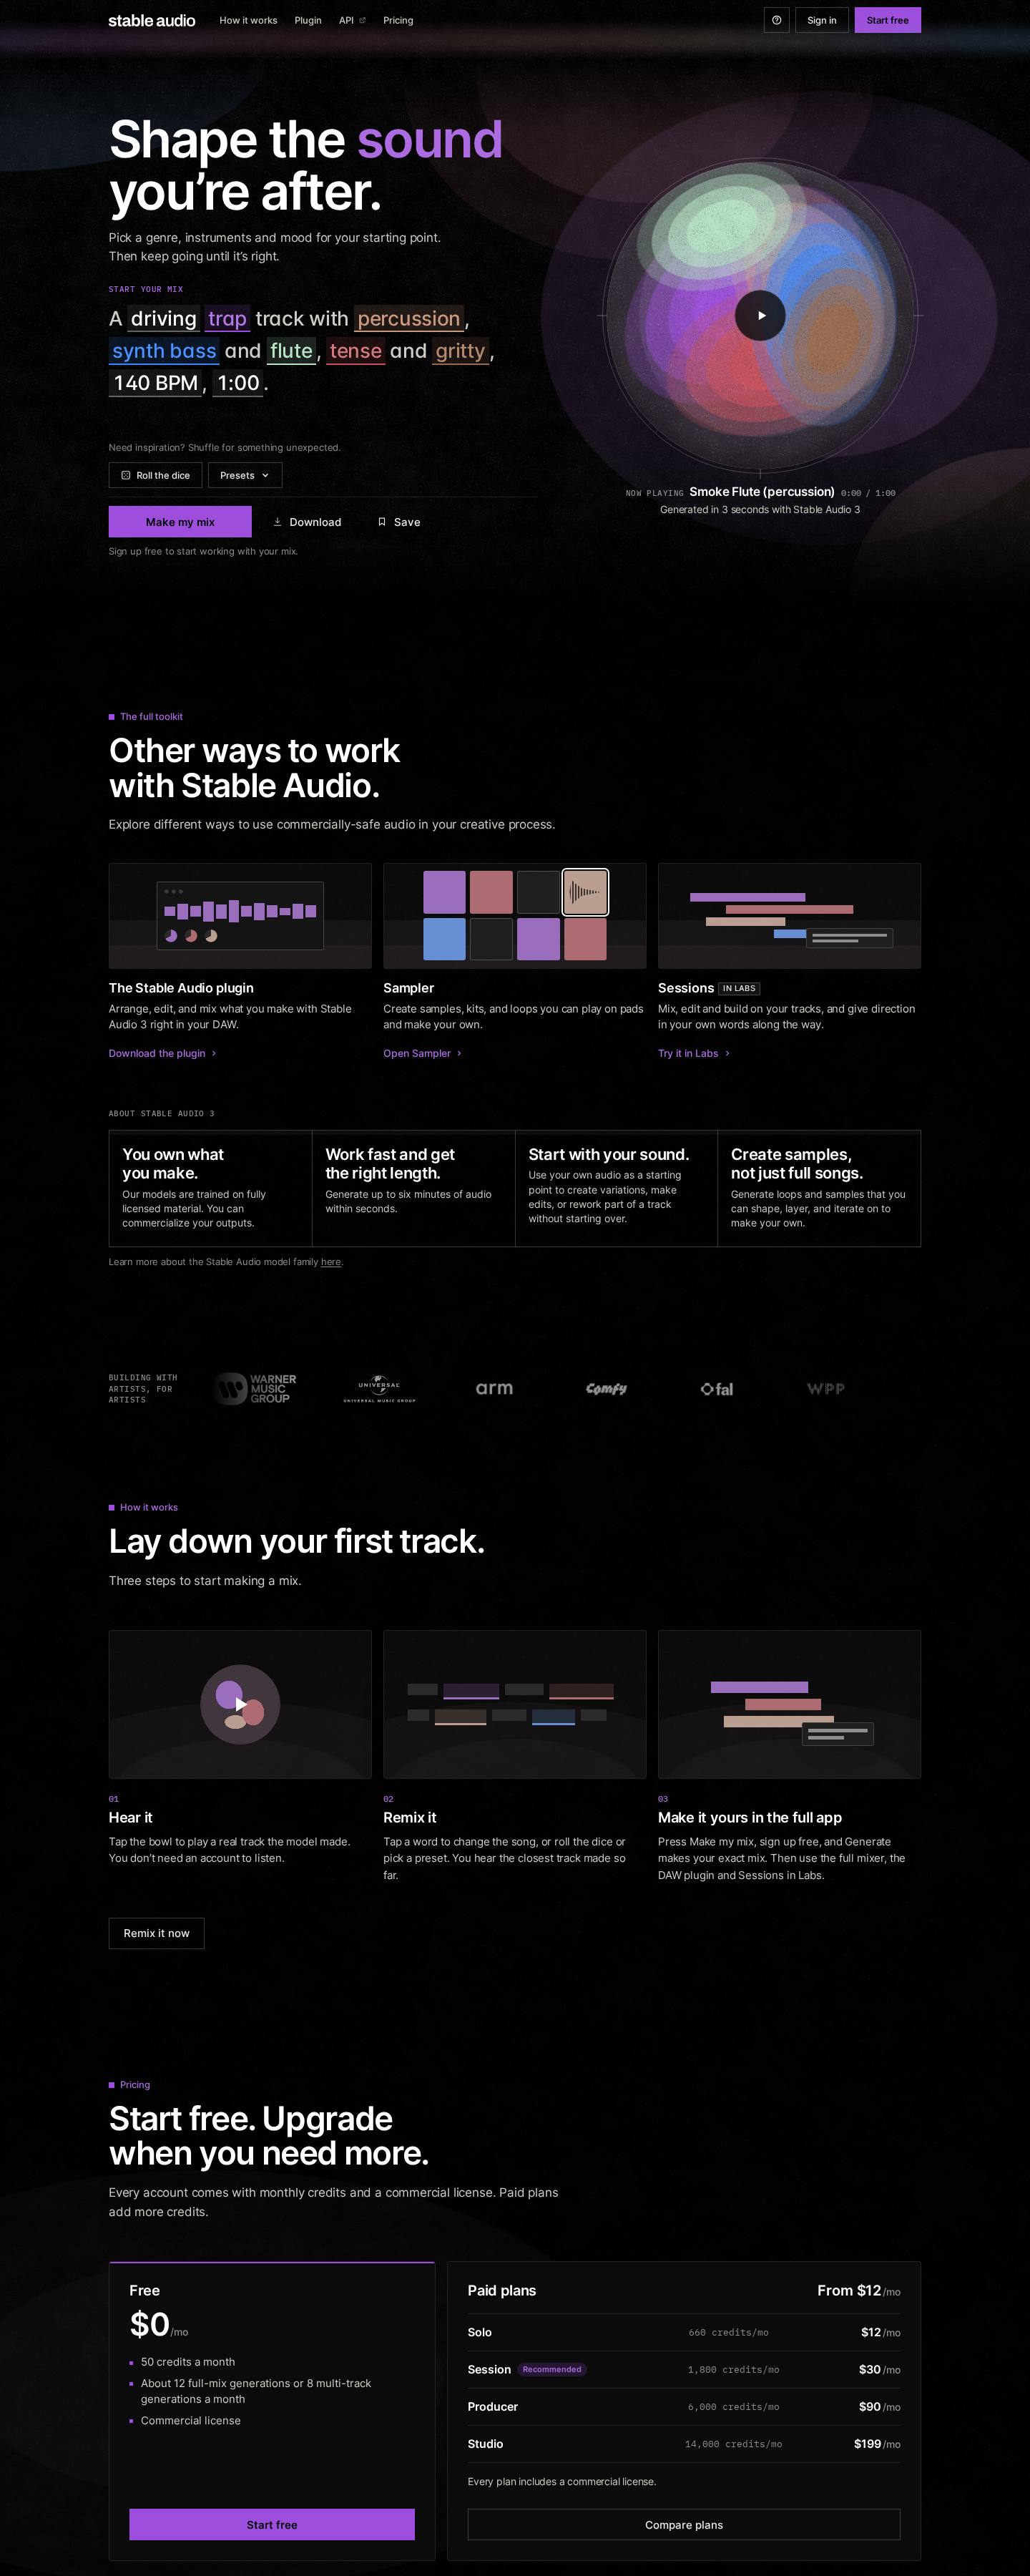 stable audio
How it works
Plugin
API
Pricing
Sign in
Start free
Shape the sound
you’re after.
Pick a genre, instruments and mood for your starting point.
Then keep going until it’s right.
START YOUR MIX
A driving trap track with percussion,
synth bass and flute, tense and gritty,
140 BPM, 1:00.
Need inspiration? Shuffle for something unexpected.
Roll the dice
Presets
Make my mix
Download
Save
Sign up free to start working with your mix.
NOW PLAYING Smoke Flute (percussion) 0:00 / 1:00
Generated in 3 seconds with Stable Audio 3
The full toolkit
Other ways to work
with Stable Audio.
Explore different ways to use commercially-safe audio in your creative process.
The Stable Audio plugin
Arrange, edit, and mix what you make with Stable
Audio 3 right in your DAW.
Download the plugin
Sampler
Create samples, kits, and loops you can play on pads
and make your own.
Open Sampler
Sessions IN LABS
Mix, edit and build on your tracks, and give direction
in your own words along the way.
Try it in Labs
ABOUT STABLE AUDIO 3
You own what
you make.
Our models are trained on fully
licensed material. You can
commercialize your outputs.
Work fast and get
the right length.
Generate up to six minutes of audio
within seconds.
Start with your sound.
Use your own audio as a starting
point to create variations, make
edits, or rework part of a track
without starting over.
Create samples,
not just full songs.
Generate loops and samples that you
can shape, layer, and iterate on to
make your own.
Learn more about the Stable Audio model family here.
BUILDING WITH
ARTISTS, FOR
ARTISTS
WARNER
MUSIC
GROUP
UNIVERSAL
UNIVERSAL MUSIC GROUP
arm
Comfy
fal
WPP
How it works
Lay down your first track.
Three steps to start making a mix.
01
Hear it
Tap the bowl to play a real track the model made.
You don’t need an account to listen.
02
Remix it
Tap a word to change the song, or roll the dice or
pick a preset. You hear the closest track made so
far.
03
Make it yours in the full app
Press Make my mix, sign up free, and Generate
makes your exact mix. Then use the full mixer, the
DAW plugin and Sessions in Labs.
Remix it now
Pricing
Start free. Upgrade
when you need more.
Every account comes with monthly credits and a commercial license. Paid plans
add more credits.
Free
$0/mo
50 credits a month
About 12 full-mix generations or 8 multi-track
generations a month
Commercial license
Start free
Paid plans From $12/mo
Solo 660 credits/mo $12/mo
Session Recommended 1,800 credits/mo $30/mo
Producer 6,000 credits/mo $90/mo
Studio 14,000 credits/mo $199/mo
Every plan includes a commercial license.
Compare plans